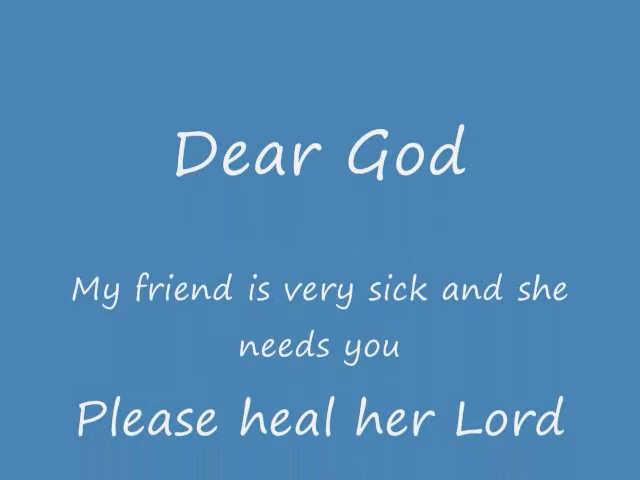 Dear God
My friend is very sick and she
needs you
Please heal her Lord